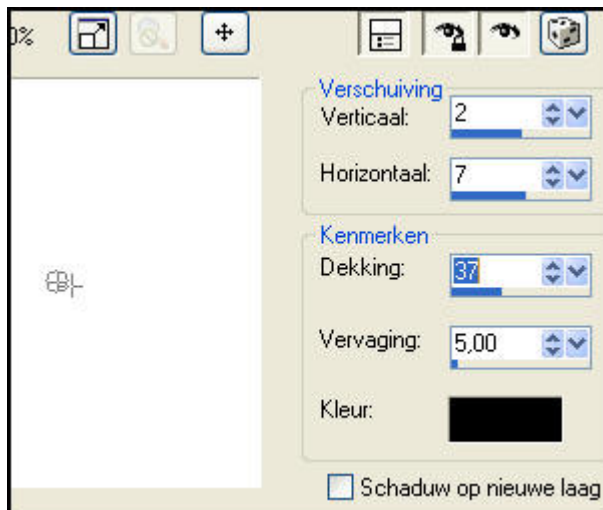 0%
Verschuiving
Verticaal: 2
Horizontaal: 7
Kenmerken
Dekking: 37
Vervaging: 5,00
Kleur:
Schaduw op nieuwe laag